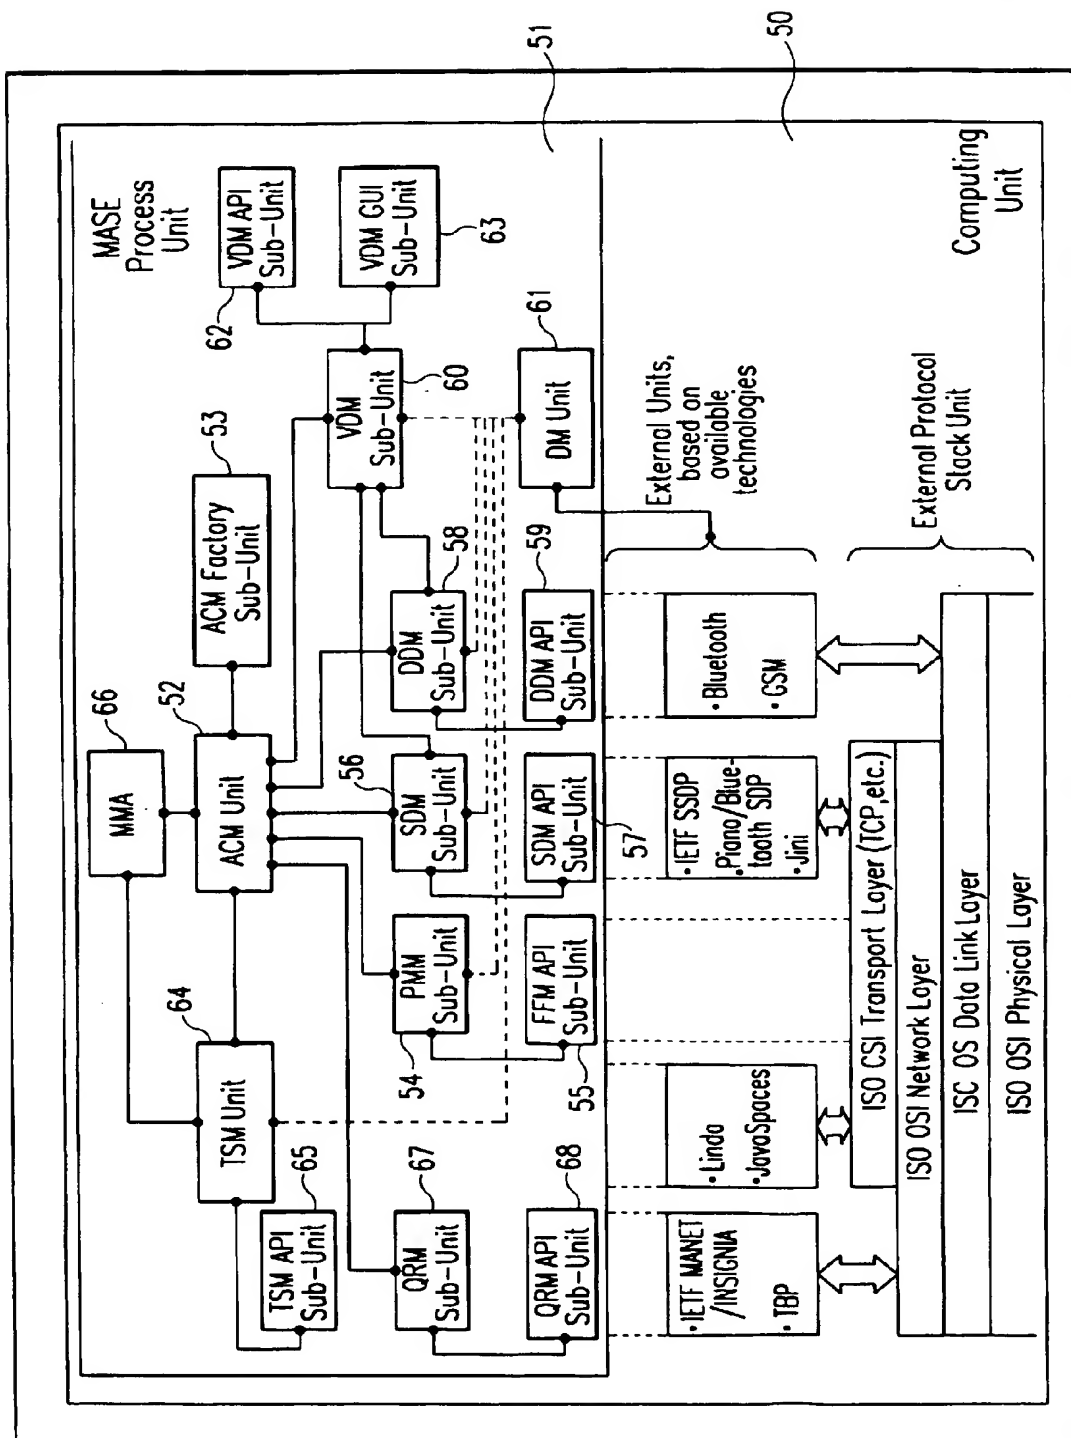 MASE
Process
Unit
51
50
66
MMA
53
ACM Factory
Sub-Unit
62
VDM API
Sub-Unit
64
TSM Unit
52
ACM Unit
VDM
Sub-Unit
60
VDM GUI
Sub-Unit
63
65
TSM API
Sub-Unit
67
QRM
Sub-Unit
54
PMM
Sub-Unit
56
SDM
Sub-Unit
DDM
Sub-Unit
58
61
DM Unit
68
QRM API
Sub-Unit
55
FFM API
Sub-Unit
SDM API
Sub-Unit
57
59
DDM API
Sub-Unit
External Units,
based on
available
technologies
•IETF MANET
/INSIGNIA
•TBP
•Linda
•JavaSpaces
•IETF SSDP
•Piano/Blue-
tooth SDP
•Jini
•Bluetooth
•GSM
External Protocol
Stack Unit
ISO CSI Transport Layer (TCP,etc.)
ISO OSI Network Layer
ISC OS Data Link Layer
ISO OSI Physical Layer
Computing
Unit